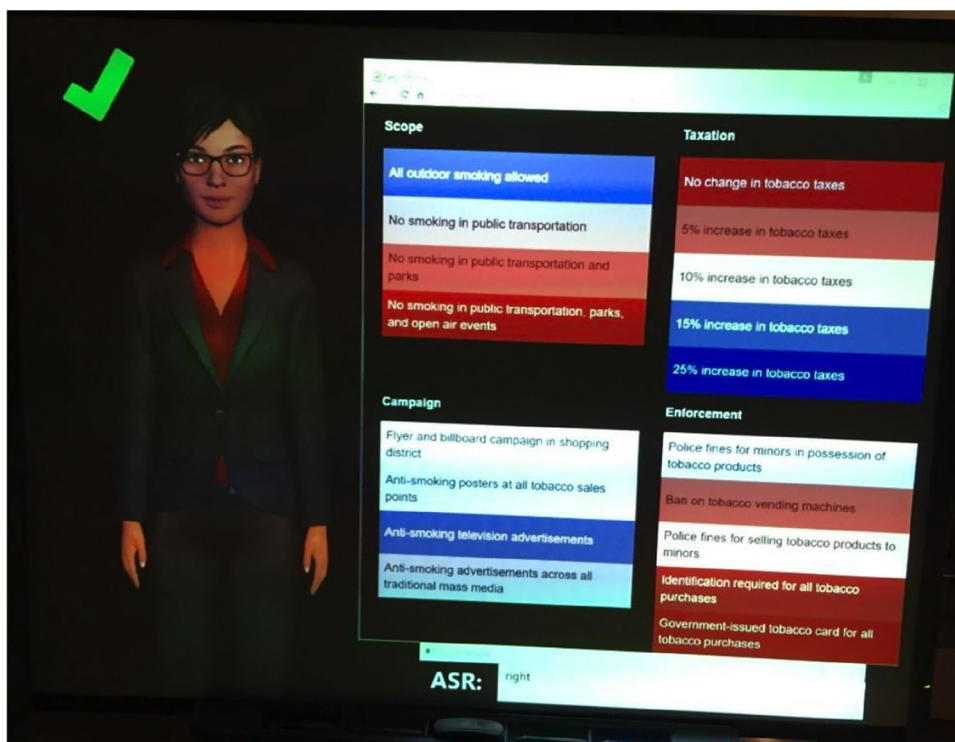 Scope
All outdoor smoking allowed
No smoking in public transportation
No smoking in public transportation and
parks
No smoking in public transportation, parks,
and open air events
Taxation
No change in tobacco taxes
5% increase in tobacco taxes
10% increase in tobacco taxes
15% increase in tobacco taxes
25% increase in tobacco taxes
Campaign
Flyer and billboard campaign in shopping
district
Anti-smoking posters at all tobacco sales
points
Anti-smoking television advertisements
Anti-smoking advertisements across all
traditional mass media
Enforcement
Police fines for minors in possession of
tobacco products
Ban on tobacco vending machines
Police fines for selling tobacco products to
minors
Identification required for all tobacco
purchases
Government-issued tobacco card for all
tobacco purchases
ASR: right